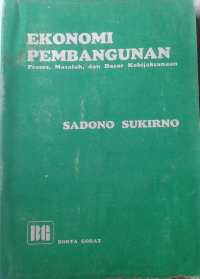 EKONOMI
PEMBANGUNAN
Proses, Masalah, dan Dasar Kebijaksanaan
SADONO SUKIRNO
BG
BORTA GORAT